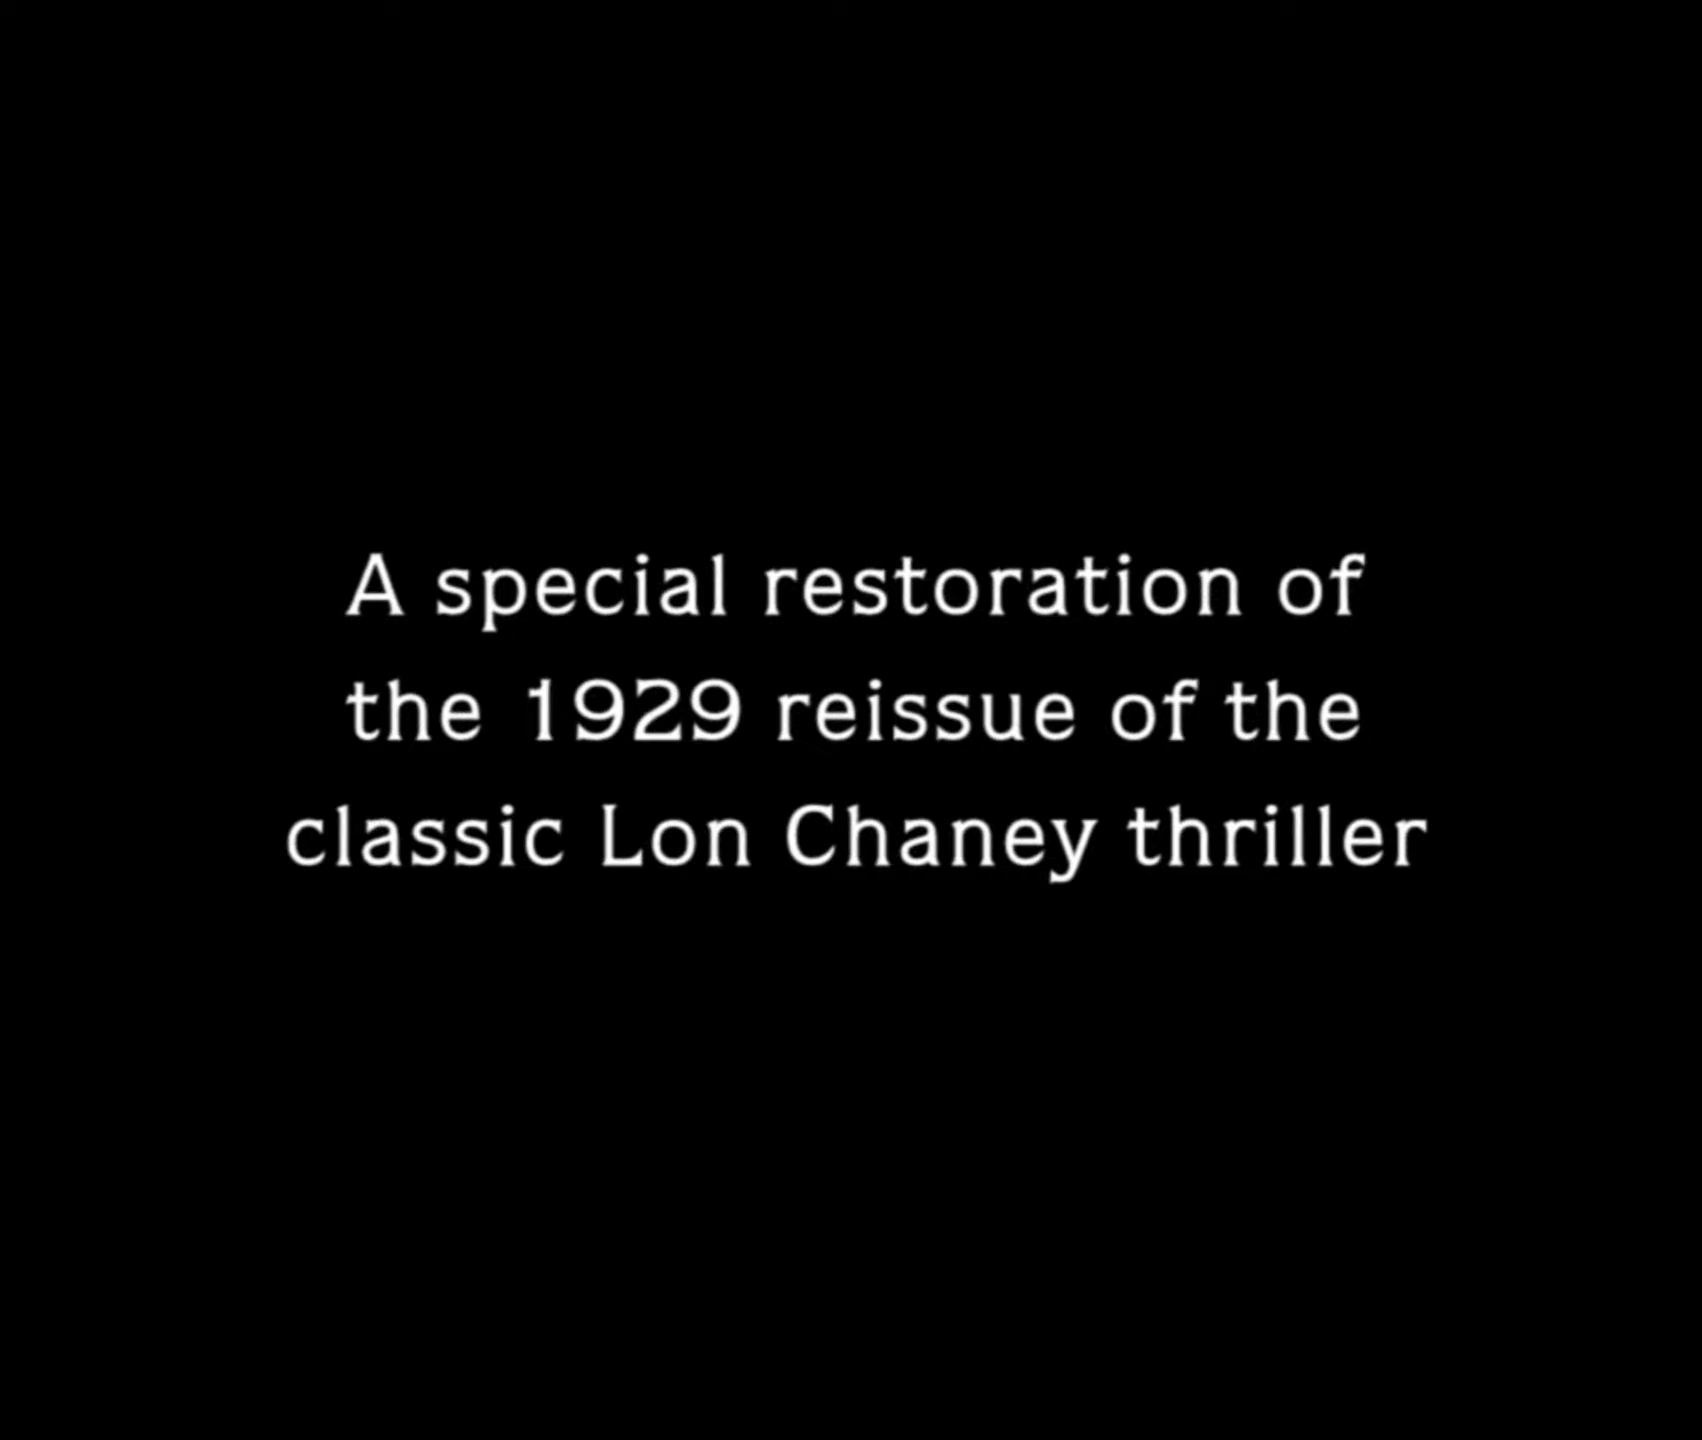 A special restoration of
the 1929 reissue of the
classic Lon Chaney thriller